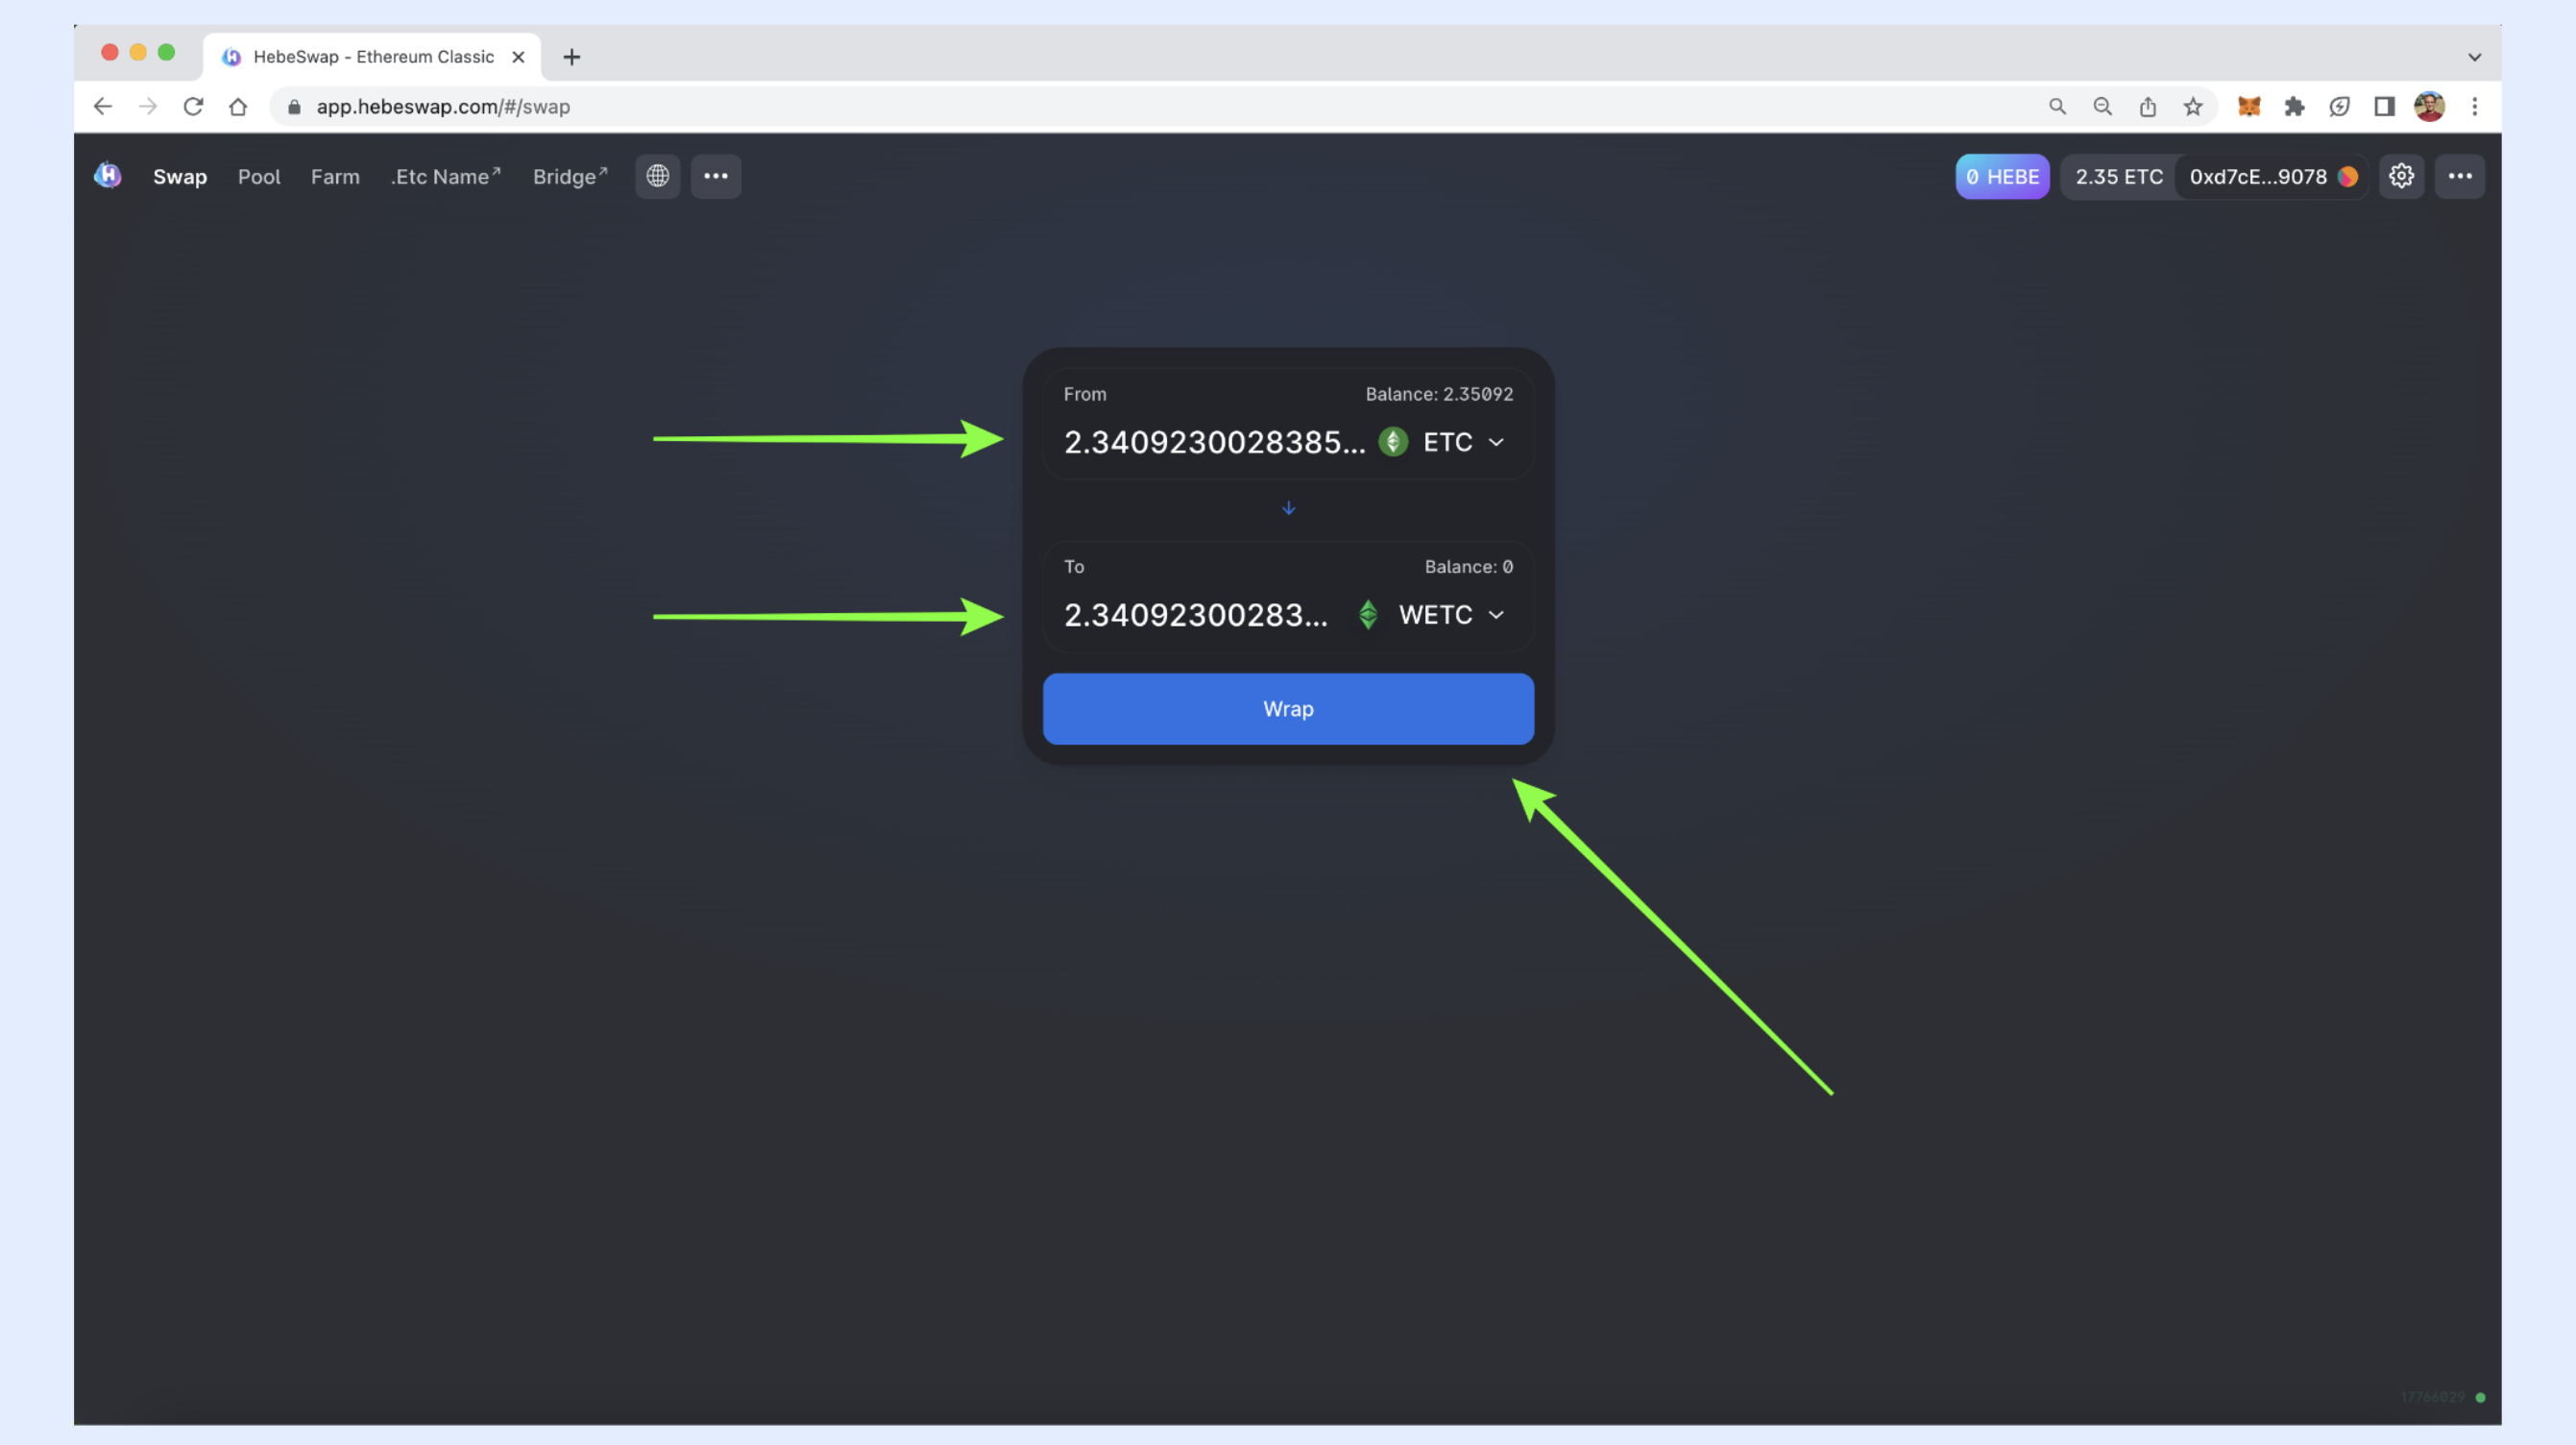 HebeSwap - Ethereum Classic
app.hebeswap.com/#/swap
Swap Pool Farm .Etc Name↗ Bridge↗ 0 HEBE 2.35 ETC 0xd7cE...9078
From Balance: 2.35092
2.3409230028385... ETC
To Balance: 0
2.34092300283... WETC
Wrap
17766029